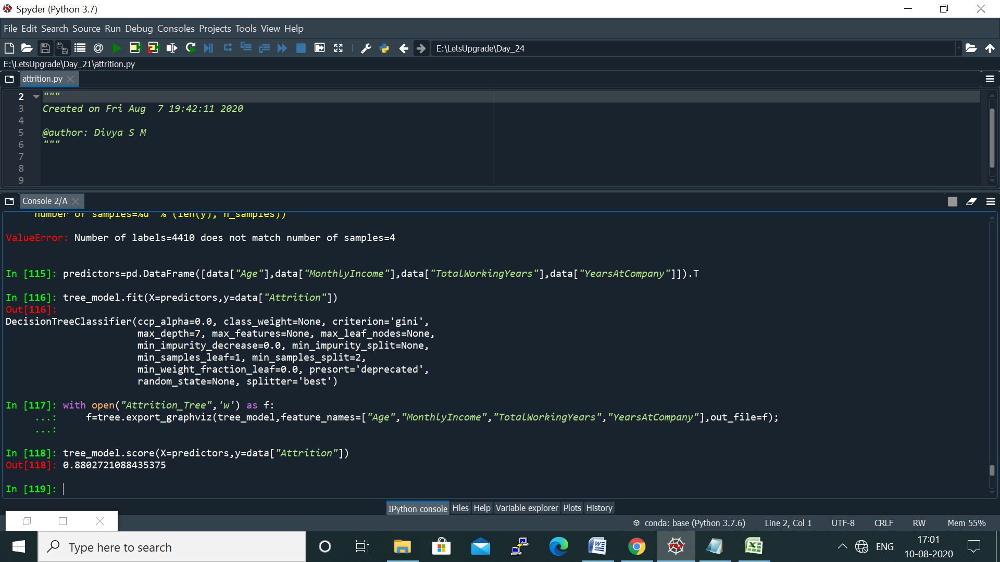 Spyder (Python 3.7)
File Edit Search Source Run Debug Consoles Projects Tools View Help
E:\LetsUpgrade\Day_24
E:\LetsUpgrade\Day_21\attrition.py
attrition.py
2 """
3 Created on Fri Aug  7 19:42:11 2020
4
5 @author: Divya S M
6 """
7
8
9
Console 2/A
number of samples=%d" % (len(y), n_samples))
ValueError: Number of labels=4410 does not match number of samples=4
In [115]: predictors=pd.DataFrame([data["Age"],data["MonthlyIncome"],data["TotalWorkingYears"],data["YearsAtCompany"]]).T
In [116]: tree_model.fit(X=predictors,y=data["Attrition"])
Out[116]:
DecisionTreeClassifier(ccp_alpha=0.0, class_weight=None, criterion='gini',
max_depth=7, max_features=None, max_leaf_nodes=None,
min_impurity_decrease=0.0, min_impurity_split=None,
min_samples_leaf=1, min_samples_split=2,
min_weight_fraction_leaf=0.0, presort='deprecated',
random_state=None, splitter='best')
In [117]: with open("Attrition_Tree",'w') as f:
...:     f=tree.export_graphviz(tree_model,feature_names=["Age","MonthlyIncome","TotalWorkingYears","YearsAtCompany"],out_file=f);
...:
In [118]: tree_model.score(X=predictors,y=data["Attrition"])
Out[118]: 0.8802721088435375
In [119]:
IPython console Files Help Variable explorer Plots History
conda: base (Python 3.7.6) Line 2, Col 1 UTF-8 CRLF RW Mem 55%
Type here to search
ENG
17:01
10-08-2020